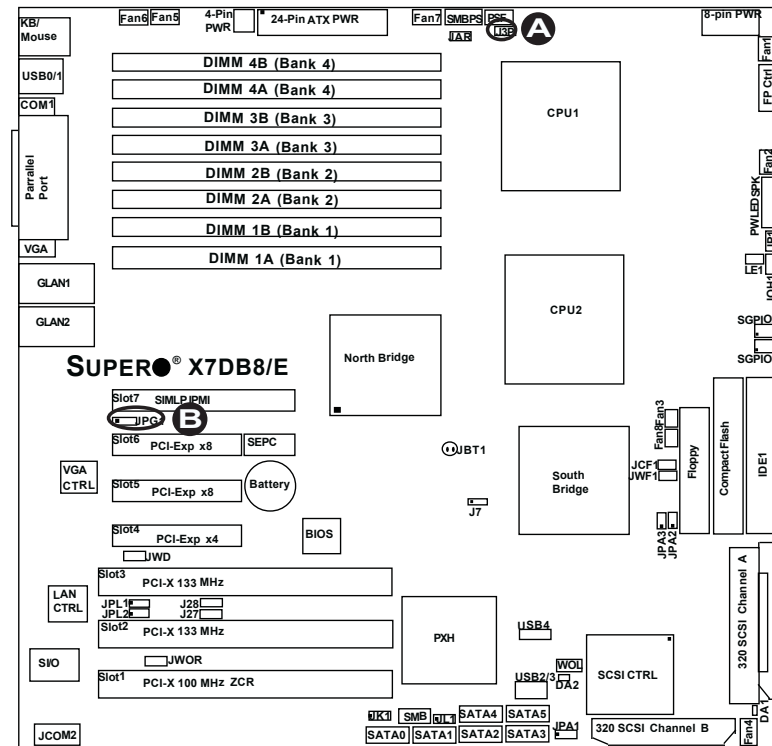 KB/
Mouse
Fan6
Fan5
4-Pin
PWR
24-Pin ATX PWR
Fan7
SMBPS
PSF
JAR
J3P
A
8-pin PWR
Fan1
FP Ctrl
USB0/1
COM1
Parrallel
Port
VGA
GLAN1
GLAN2
DIMM 4B (Bank 4)
DIMM 4A (Bank 4)
DIMM 3B (Bank 3)
DIMM 3A (Bank 3)
DIMM 2B (Bank 2)
DIMM 2A (Bank 2)
DIMM 1B (Bank 1)
DIMM 1A (Bank 1)
CPU1
CPU2
Fan2
PWLEDSPK
LE1
SGPIO
SGPIO
North Bridge
SUPER® X7DB8/E
Slot7 SIMLP IPMI
JPG1
B
Slot6 PCI-Exp x8
SEPC
VGA
CTRL
Slot5 PCI-Exp x8
Battery
Slot4 PCI-Exp x4
BIOS
JBT1
J7
South
Bridge
Fan3
Fan8
JCF1
JWF1
JPA3
JPA2
Floppy
Compact Flash
IDE1
JWD
Slot3 PCI-X 133 MHz
LAN
CTRL
JPL1
JPL2
J28
J27
Slot2 PCI-X 133 MHz
S I/O
JWOR
Slot1 PCI-X 100 MHz ZCR
JCOM2
PXH
USB4
USB2/3
WOL
DA2
SCSI CTRL
320 SCSI Channel A
DA1
JK1
SMB
JL1
SATA4
SATA5
SATA0
SATA1
SATA2
SATA3
JPA1
320 SCSI Channel B
Fan4